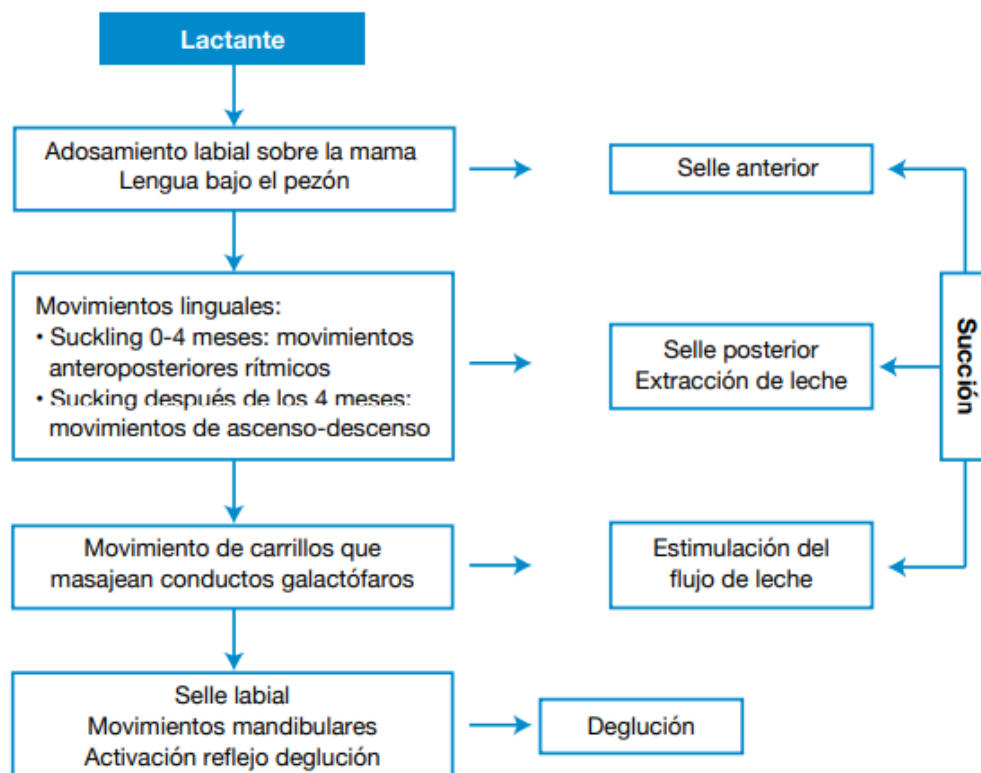 Lactante
Adosamiento labial sobre la mama
Lengua bajo el pezón
Selle anterior
Movimientos linguales:
• Suckling 0-4 meses: movimientos
anteroposteriores rítmicos
• Sucking después de los 4 meses:
movimientos de ascenso-descenso
Selle posterior
Extracción de leche
Succión
Movimiento de carrillos que
masajean conductos galactófaros
Estimulación del
flujo de leche
Selle labial
Movimientos mandibulares
Activación reflejo deglución
Deglución